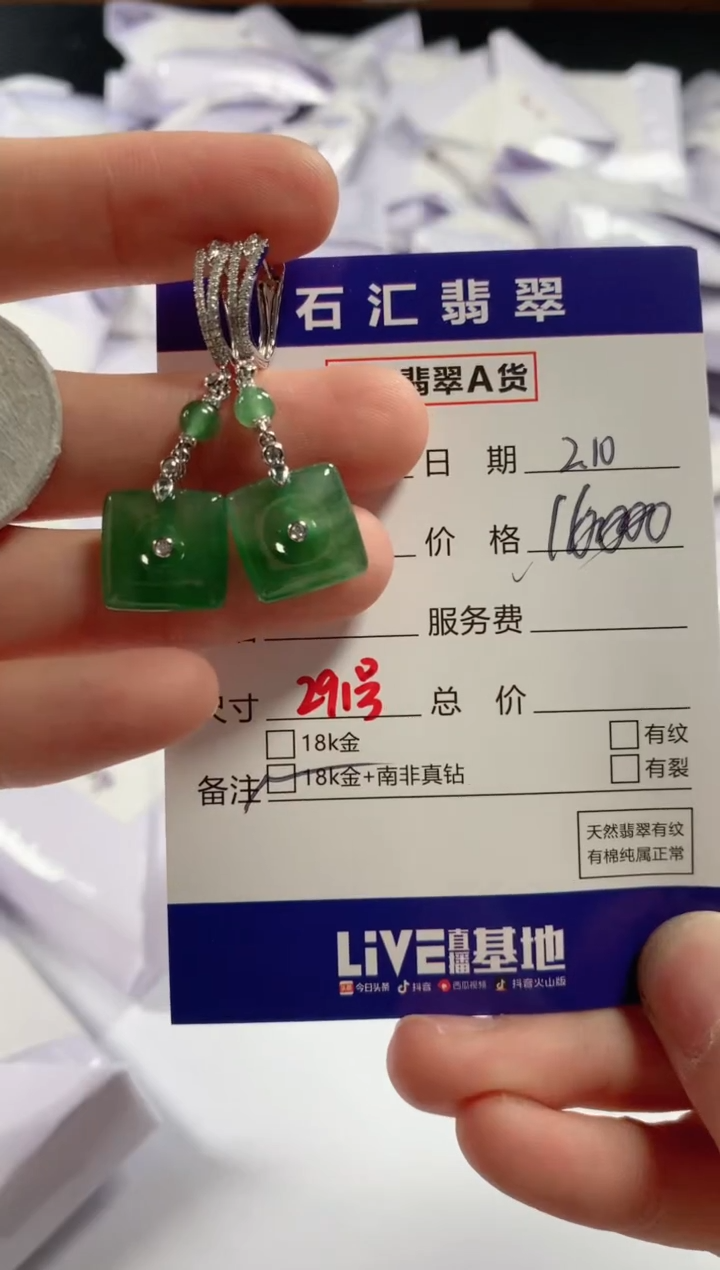 石汇翡翠
翡翠A货
日 期 2.10
价 格 16000
服务费
尺寸 291号 总 价
18k金 有纹
备注 18k金+南非真钻 有裂
天然翡翠有纹
有棉纯属正常
LiVE直播基地
今日头条 抖音 西瓜视频 抖音火山版